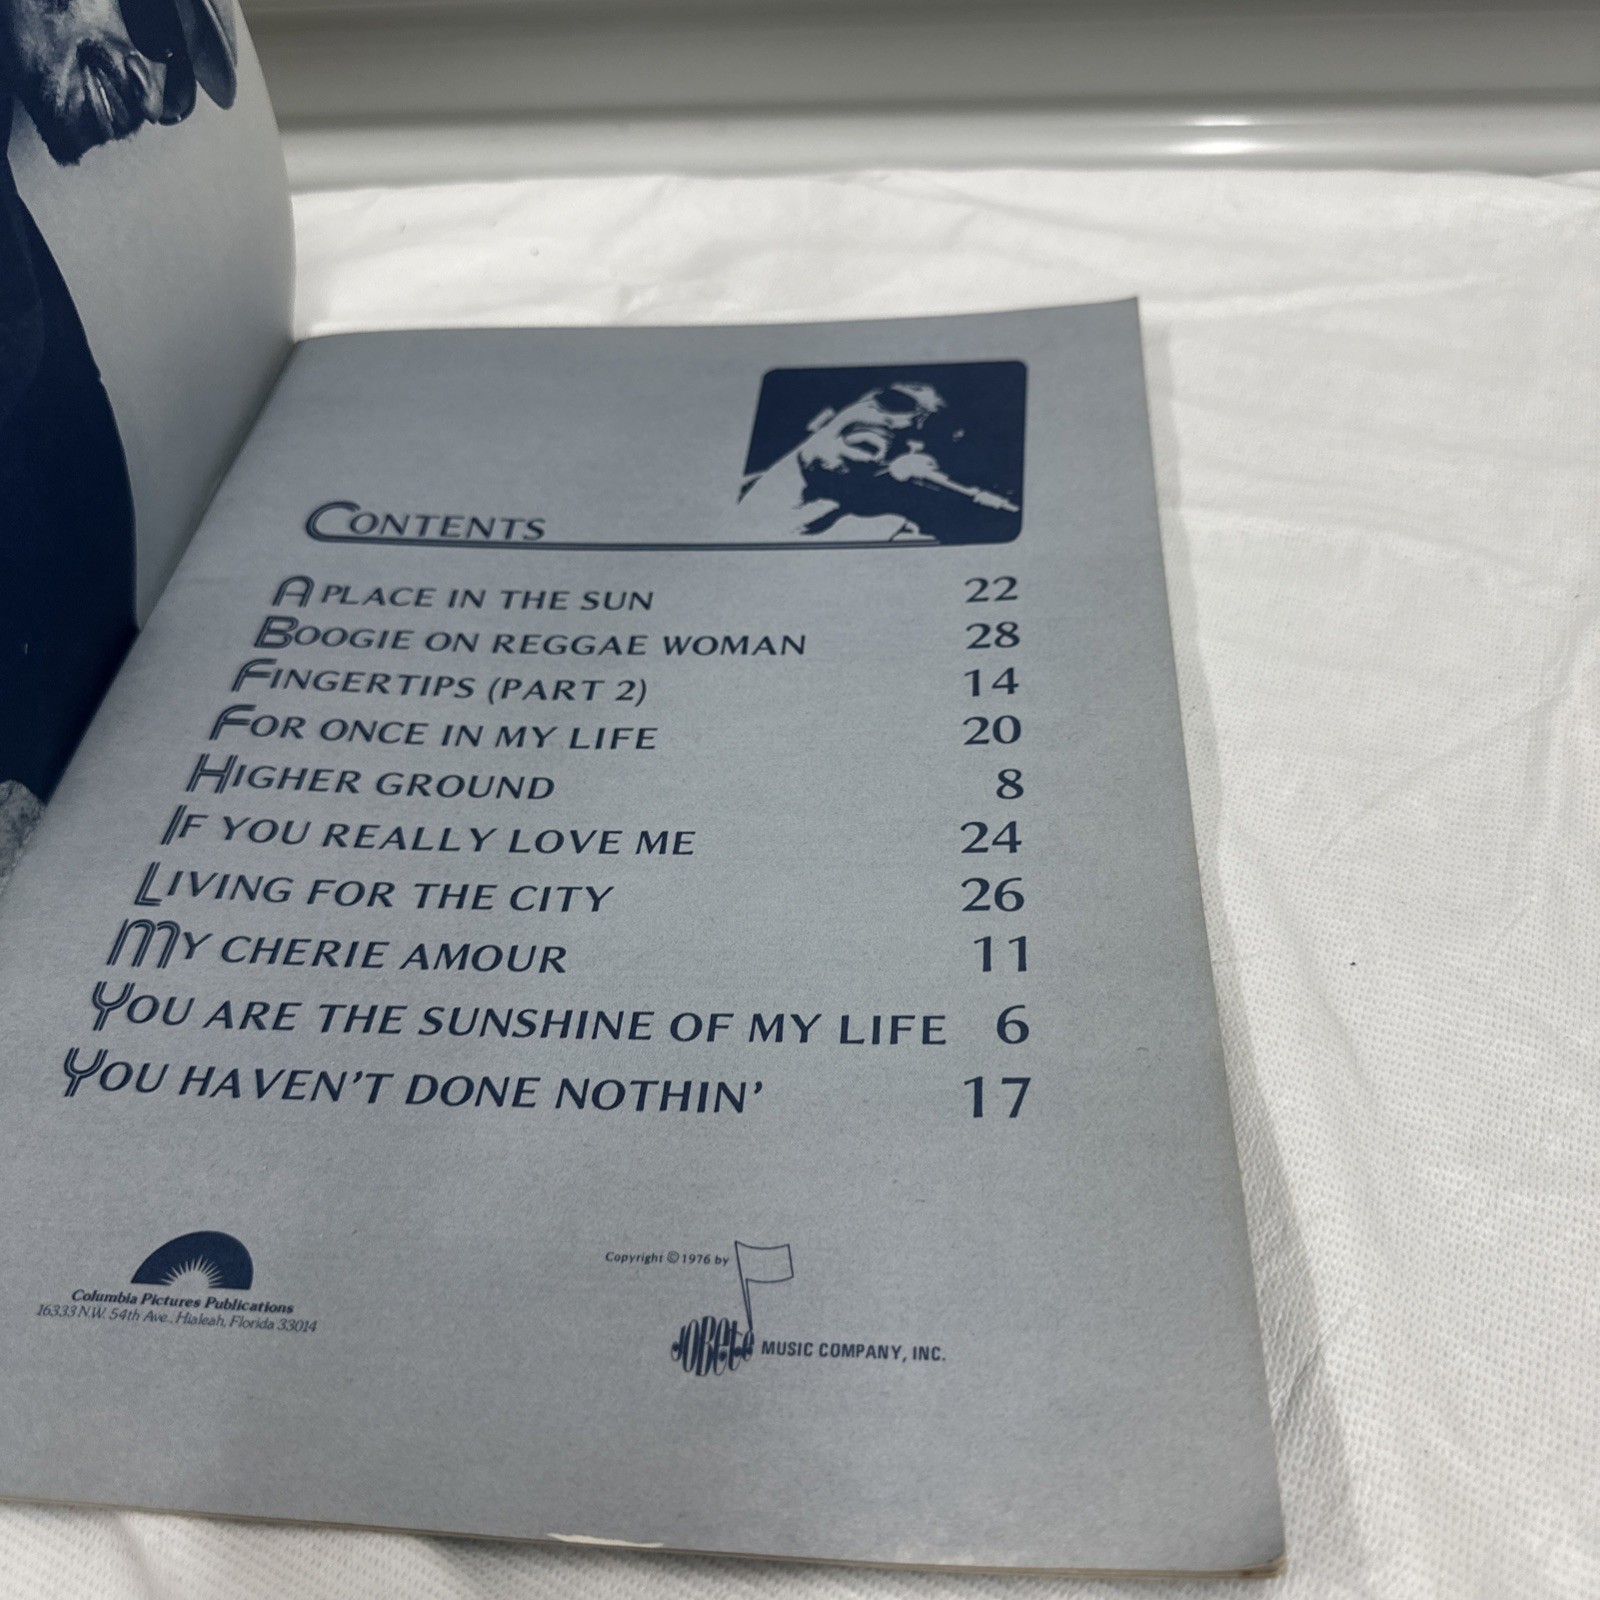 CONTENTS
A PLACE IN THE SUN 22
BOOGIE ON REGGAE WOMAN 28
FINGERTIPS (PART 2) 14
FOR ONCE IN MY LIFE 20
HIGHER GROUND 8
IF YOU REALLY LOVE ME 24
LIVING FOR THE CITY 26
MY CHERIE AMOUR 11
YOU ARE THE SUNSHINE OF MY LIFE 6
YOU HAVEN'T DONE NOTHIN' 17
Columbia Pictures Publications
16333 N.W. 54th Ave., Hialeah, Florida 33014
Copyright © 1976 by
JOBETE MUSIC COMPANY, INC.